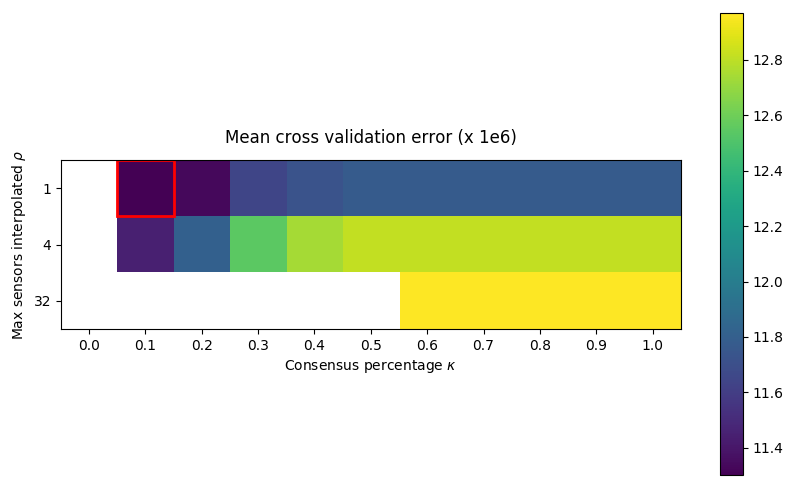 Mean cross validation error (x 1e6)
Max sensors interpolated ρ
1
4
32
0.0 0.1 0.2 0.3 0.4 0.5 0.6 0.7 0.8 0.9 1.0
Consensus percentage κ
12.8
12.6
12.4
12.2
12.0
11.8
11.6
11.4